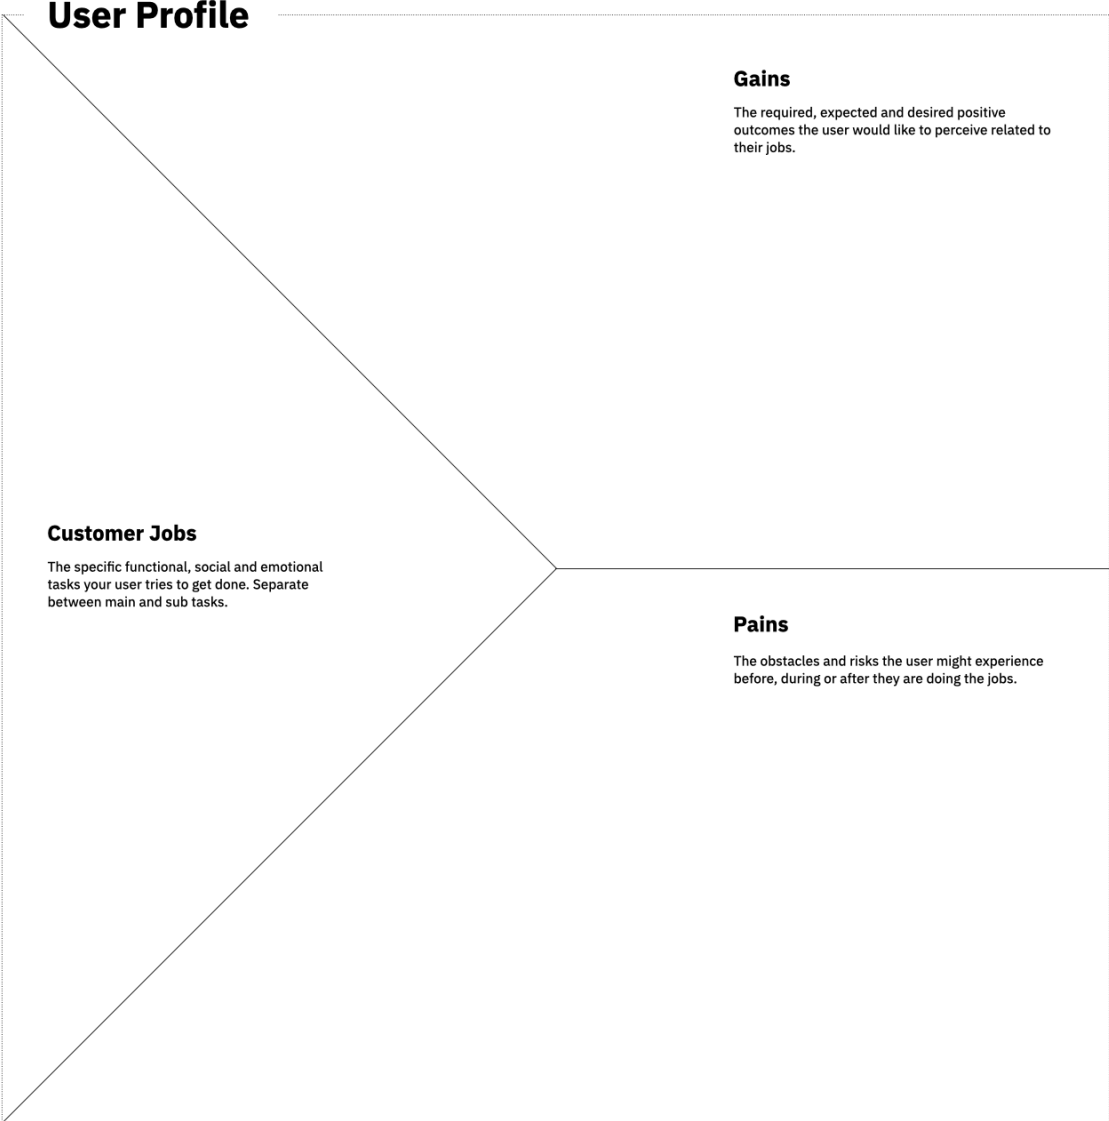 User Profile
Gains
The required, expected and desired positive
outcomes the user would like to perceive related to
their jobs.
Customer Jobs
The specific functional, social and emotional
tasks your user tries to get done. Separate
between main and sub tasks.
Pains
The obstacles and risks the user might experience
before, during or after they are doing the jobs.